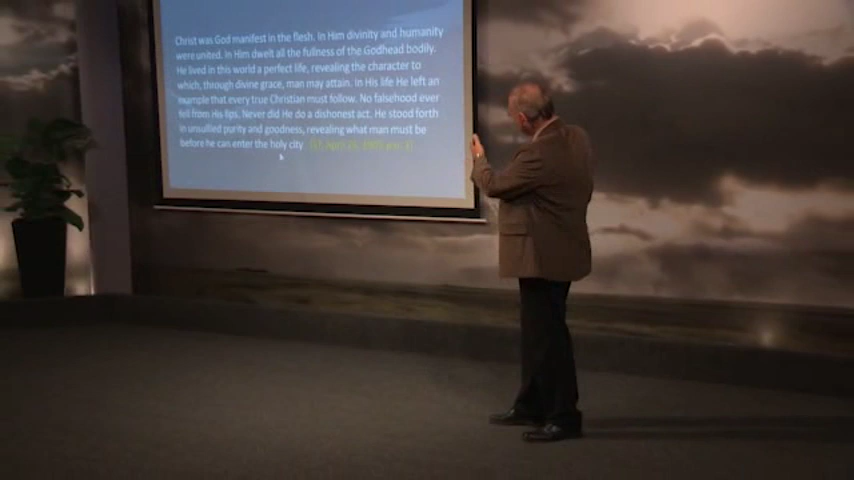 Christ was God manifest in the flesh. In Him divinity and humanity
were united. In Him dwelt all the fullness of the Godhead bodily.
He lived in this world a perfect life, revealing the character to
which, through divine grace, man may attain. In His life He left an
example that every true Christian must follow. No falsehood ever
fell from His lips. Never did He do a dishonest act. He stood forth
in unsullied purity and goodness, revealing what man must be
before he can enter the holy city